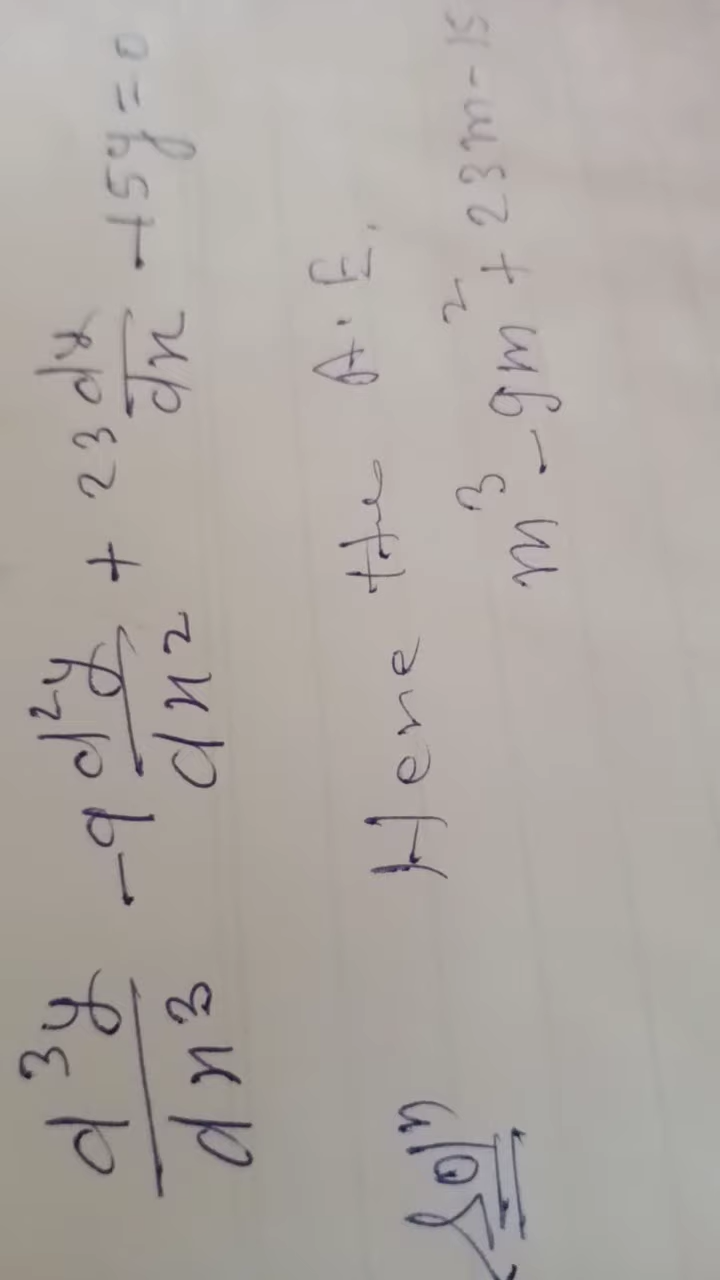 d³y/dx³ -9 d²y/dx² + 23 dy/dx -15y = 0
Solⁿ Here the A.E.
m³ - 9m² + 23m - 15